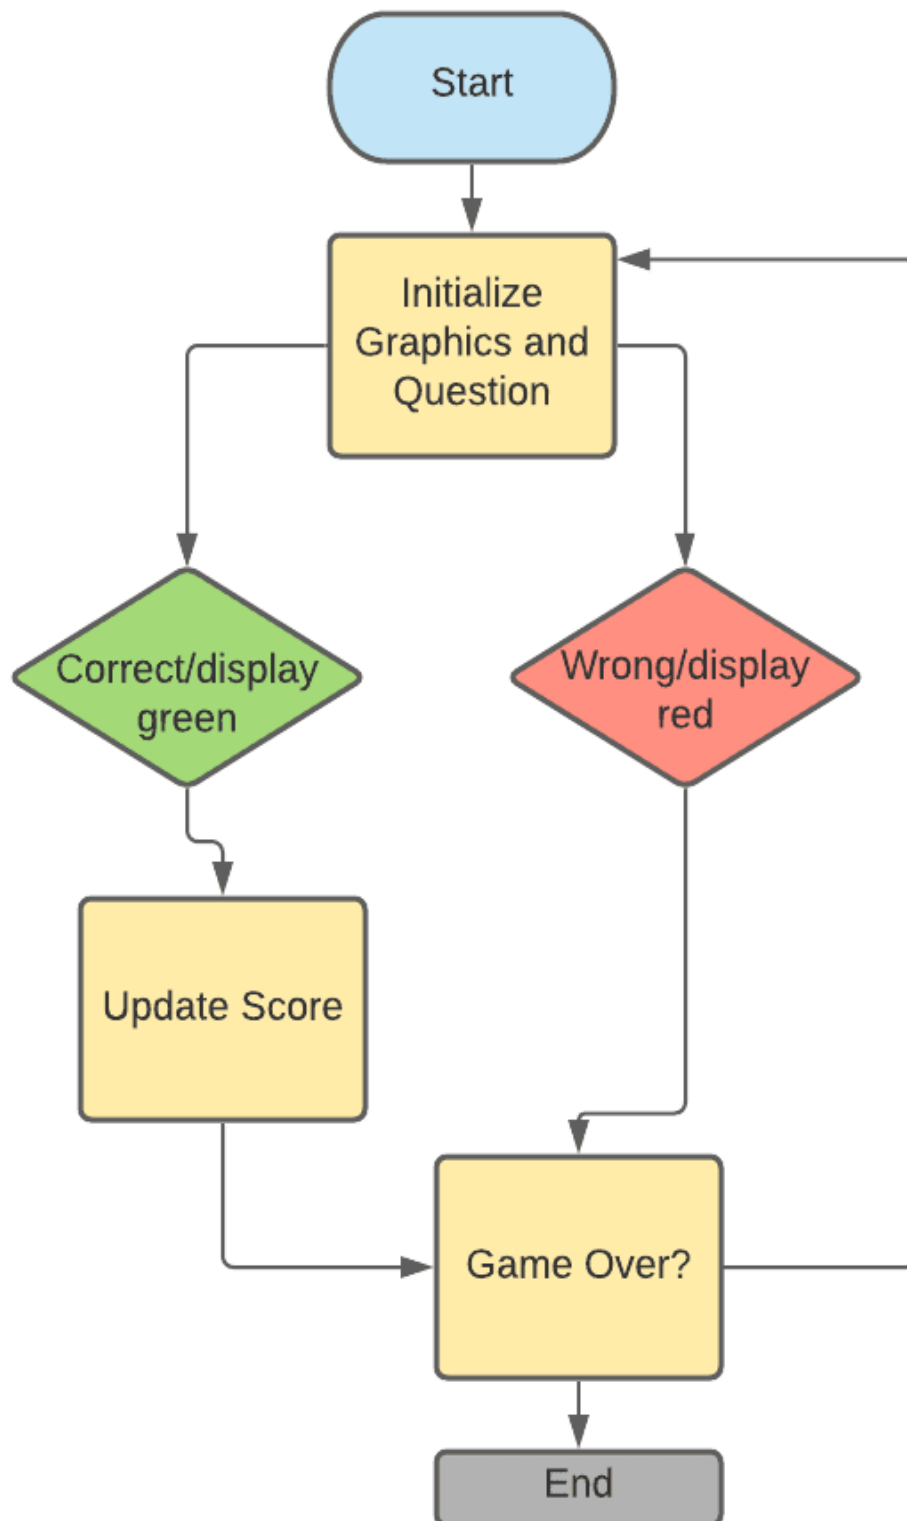 Start
Initialize
Graphics and
Question
Correct/display
green
Wrong/display
red
Update Score
Game Over?
End